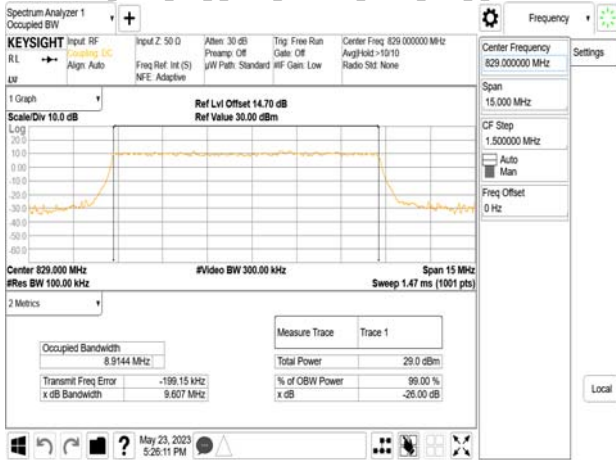 Spectrum Analyzer 1
Occupied BW
Frequency
KEYSIGHT
RL
Input: RF
Coupling: DC
Align: Auto
Input Z: 50 Ω
Freq Ref: Int (S)
NFE: Adaptive
Atten: 30 dB
Preamp: Off
µW Path: Standard
Trig: Free Run
Gate: Off
#IF Gain: Low
Center Freq: 829.000000 MHz
Avg|Hold:>10/10
Radio Std: None
Center Frequency
829.000000 MHz
Settings
Span
15.000 MHz
CF Step
1.500000 MHz
Auto
Man
Freq Offset
0 Hz
Local
1 Graph
Scale/Div 10.0 dB
Ref Lvl Offset 14.70 dB
Ref Value 30.00 dBm
Log
20.0
10.0
0.00
-10.0
-20.0
-30.0
-40.0
-50.0
-60.0
Center 829.000 MHz
#Video BW 300.00 kHz
Span 15 MHz
#Res BW 100.00 kHz
Sweep 1.47 ms (1001 pts)
2 Metrics
Measure Trace
Trace 1
Occupied Bandwidth
8.9144 MHz
Total Power
29.0 dBm
Transmit Freq Error
-199.15 kHz
% of OBW Power
99.00 %
x dB Bandwidth
9.607 MHz
x dB
-26.00 dB
?
May 23, 2023
5:26:11 PM